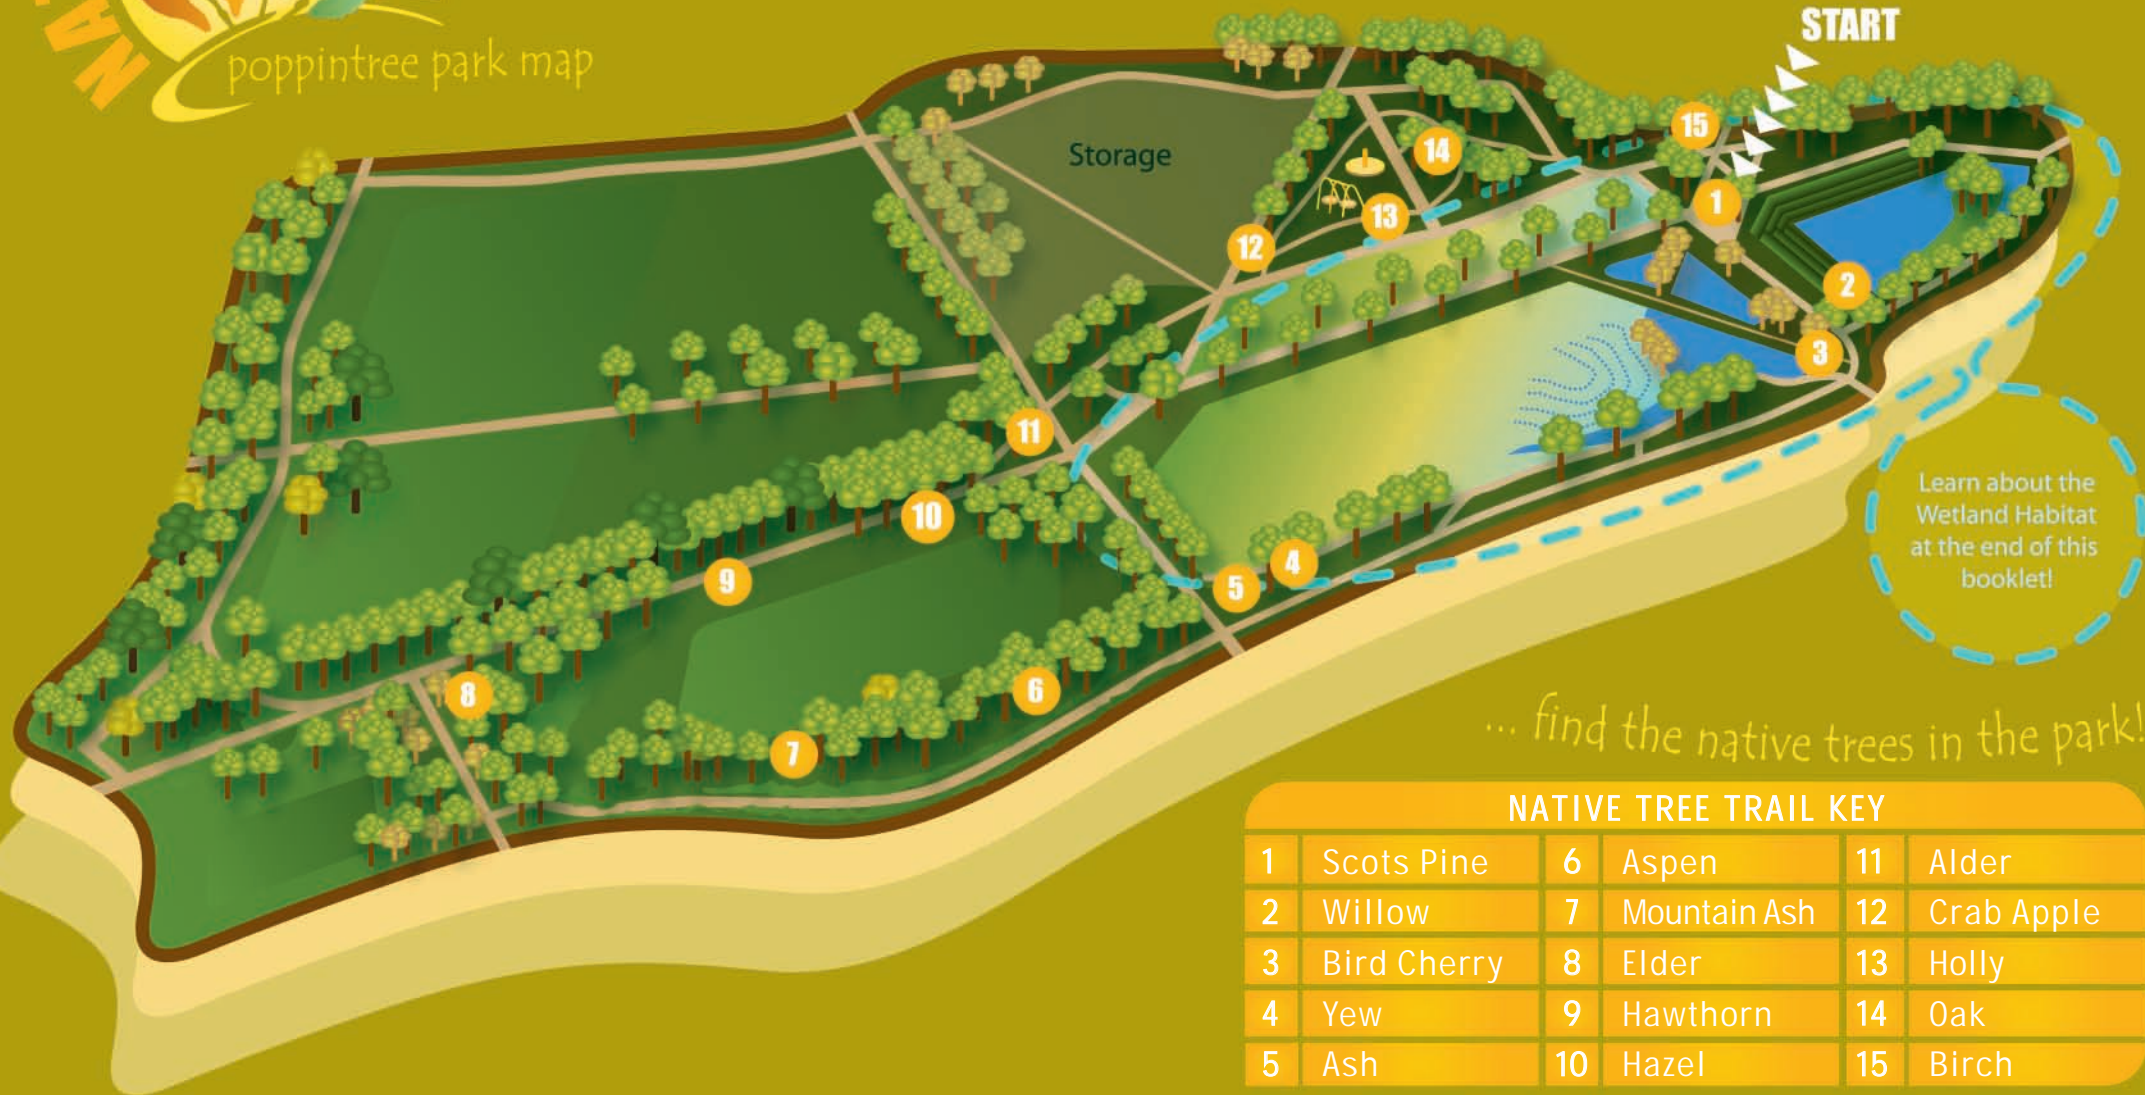 NA
poppintree park map
START
Storage
15
14
1
13
12
2
3
11
10
4
5
9
8
6
7
Learn about the
Wetland Habitat
at the end of this
booklet!
... find the native trees in the park!
NATIVE TREE TRAIL KEY
1 Scots Pine 6 Aspen 11 Alder
2 Willow 7 Mountain Ash 12 Crab Apple
3 Bird Cherry 8 Elder 13 Holly
4 Yew 9 Hawthorn 14 Oak
5 Ash 10 Hazel 15 Birch